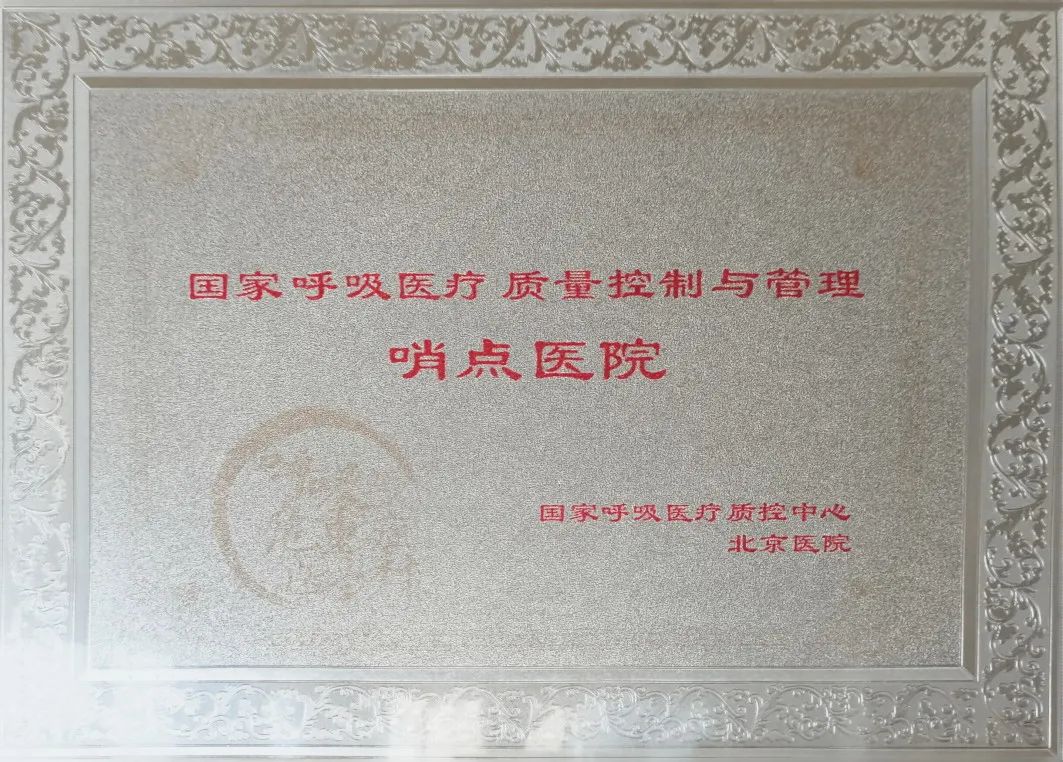 国家呼吸医疗 质量控制与管理
哨点医院
国家呼吸医疗质控中心
北京医院